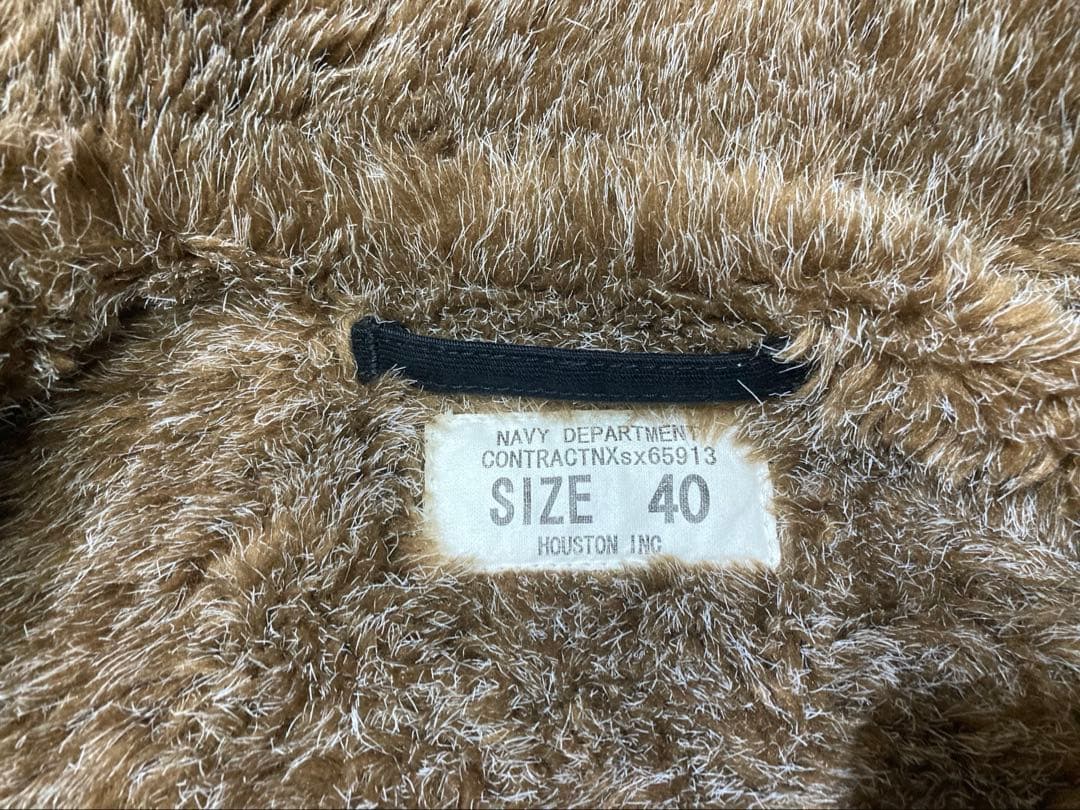 NAVY DEPARTMENT
CONTRACTNXsx65913
SIZE 40
HOUSTON INC